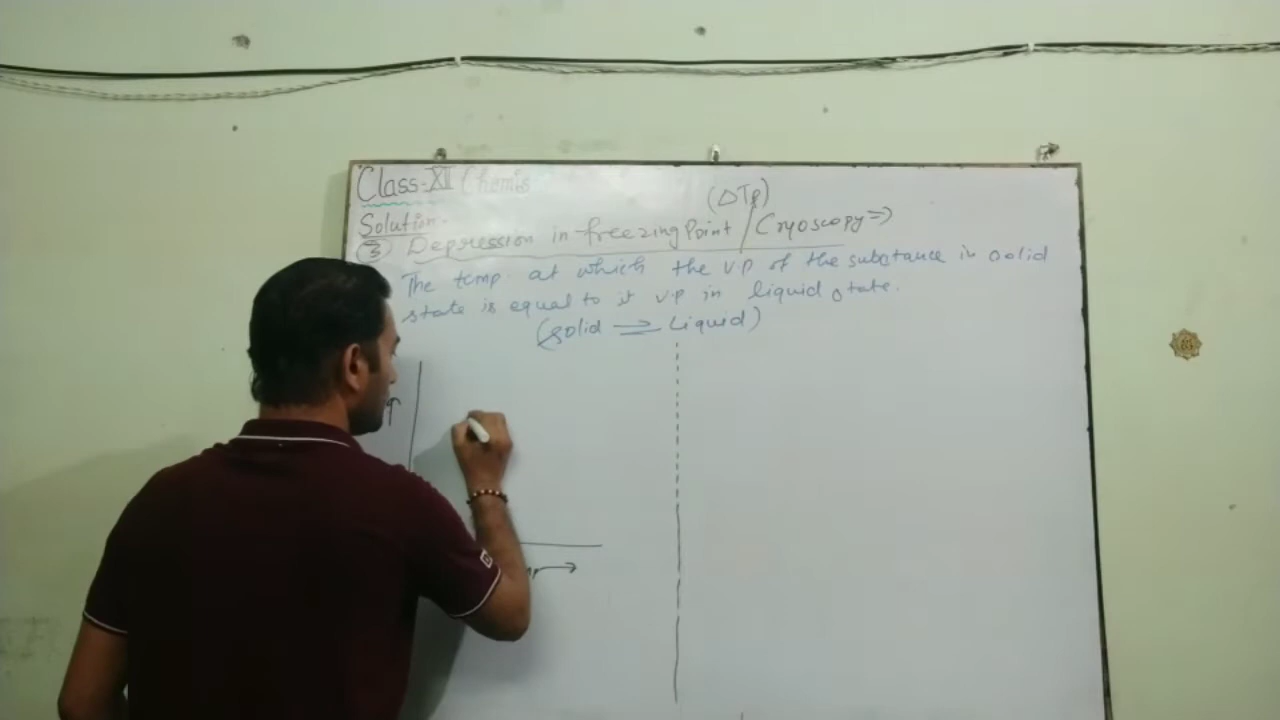 Class-XII Chemis
Solution.
(ΔTf)
③ Depression in freezing Point / Cryoscopy ⇒
The temp at which the V.P of the substance in solid
state is equal to it V.P in liquid state.
(solid ⇌ Liquid)